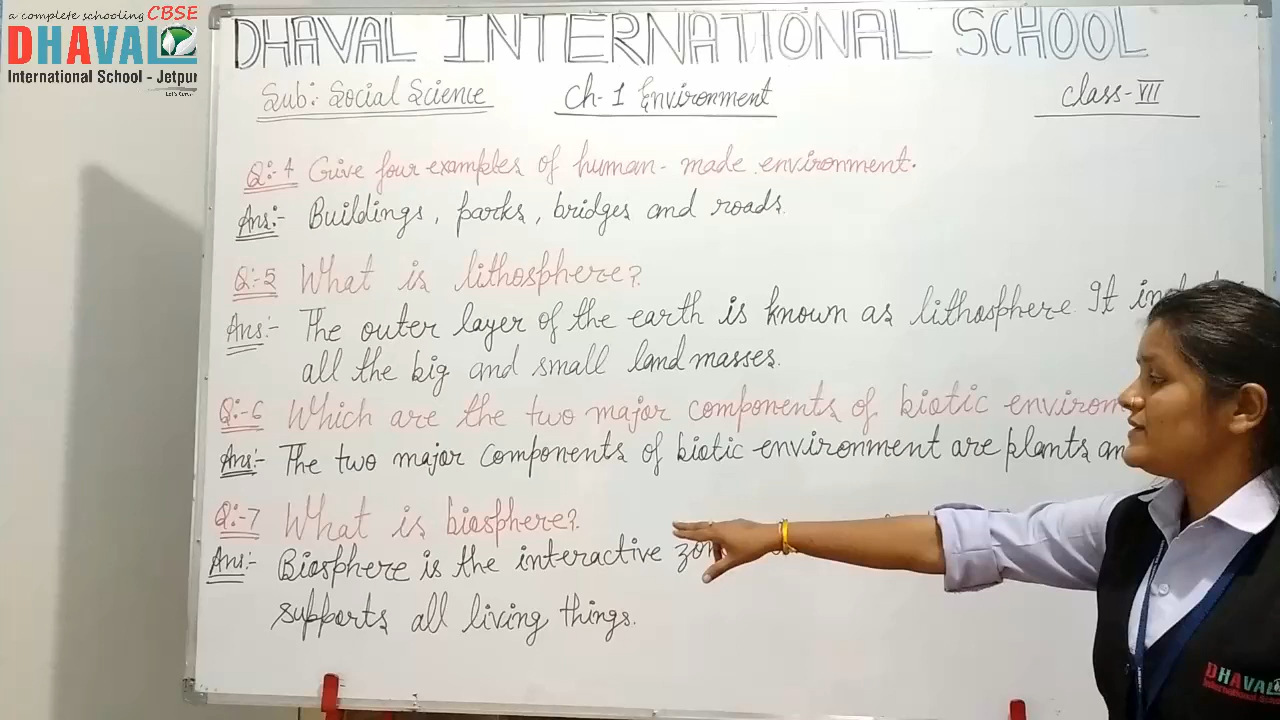 a complete schooling CBSE
DHAVAL
International School - Jetpur
DHAVAL INTERNATIONAL SCHOOL
Sub: Social Science
Ch-1 Environment
Class-VII
Q:-4 Give four examples of human-made environment.
Ans:- Buildings, parks, bridges and roads.
Q:-5 What is lithosphere?
Ans:- The outer layer of the earth is known as lithosphere. It
all the big and small landmasses.
Q:-6 Which are the two major components of biotic
Ans:- The two major components of biotic environment are plants
Q:-7 What is biosphere?
Ans:- Biosphere is the interactive
supports all living things.
DHAVAL
International School